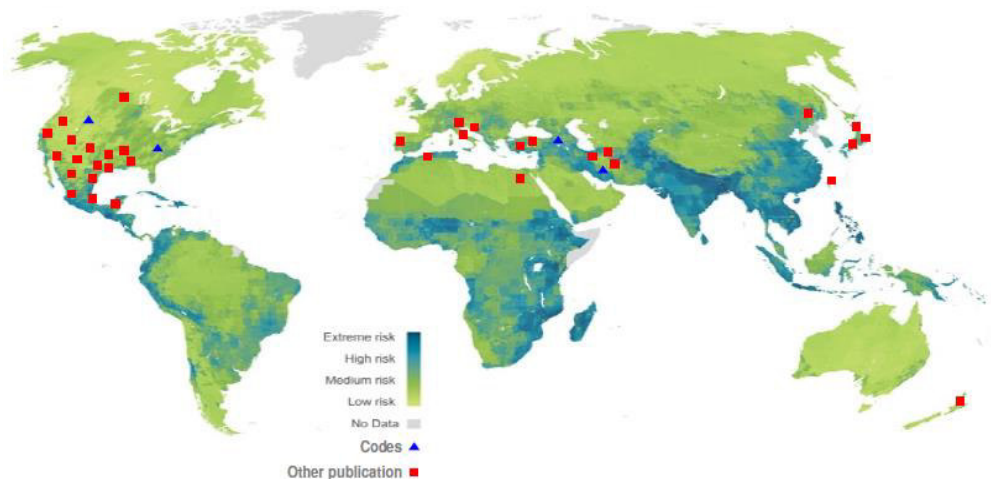 Extreme risk
High risk
Medium risk
Low risk
No Data
Codes
Other publication